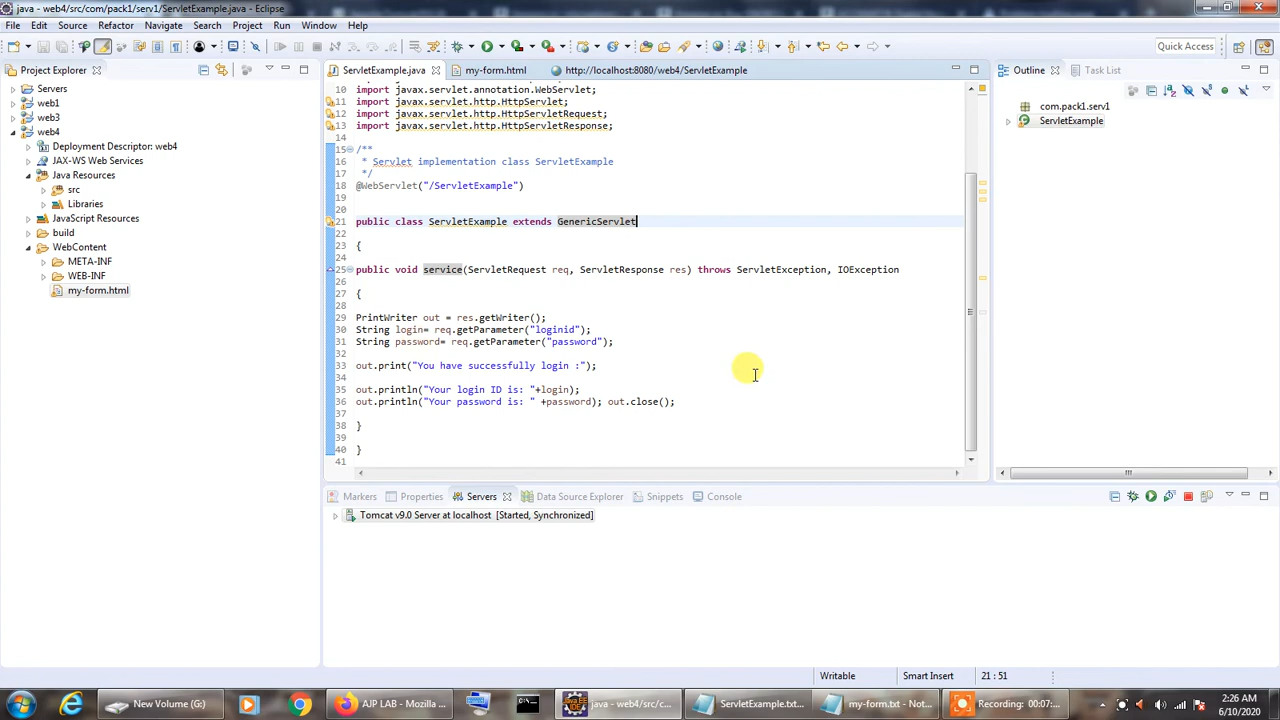 java - web4/src/com/pack1/serv1/ServletExample.java - Eclipse
File Edit Source Refactor Navigate Search Project Run Window Help
Quick Access
Project Explorer
Servers
web1
web3
web4
Deployment Descriptor: web4
JAX-WS Web Services
Java Resources
src
Libraries
JavaScript Resources
build
WebContent
META-INF
WEB-INF
my-form.html
ServletExample.java my-form.html http://localhost:8080/web4/ServletExample
10 import javax.servlet.annotation.WebServlet;
11 import javax.servlet.http.HttpServlet;
12 import javax.servlet.http.HttpServletRequest;
13 import javax.servlet.http.HttpServletResponse;
14
15 /**
16 * Servlet implementation class ServletExample
17 */
18 @WebServlet("/ServletExample")
19
20
21 public class ServletExample extends GenericServlet
22
23 {
24
25 public void service(ServletRequest req, ServletResponse res) throws ServletException, IOException
26
27 {
28
29 PrintWriter out = res.getWriter();
30 String login= req.getParameter("loginid");
31 String password= req.getParameter("password");
32
33 out.print("You have successfully login :");
34
35 out.println("Your login ID is: "+login);
36 out.println("Your password is: " +password); out.close();
37
38 }
39
40 }
41
Outline Task List
com.pack1.serv1
ServletExample
Markers Properties Servers Data Source Explorer Snippets Console
Tomcat v9.0 Server at localhost [Started, Synchronized]
Writable Smart Insert 21 : 51
New Volume (G:) AJP LAB - Mozilla ... java - web4/src/c... ServletExample.txt... my-form.txt - Not... Recording: 00:07:...
2:26 AM
6/10/2020